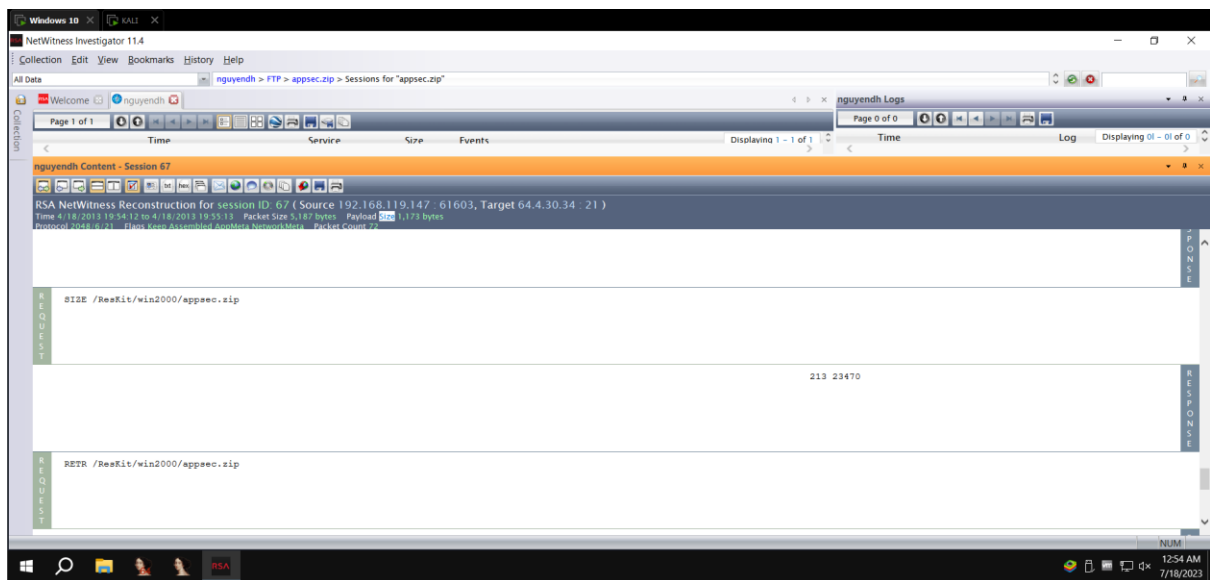 Windows 10
KALI
RSA NetWitness Investigator 11.4
Collection Edit View Bookmarks History Help
All Data
nguyendh > FTP > appsec.zip > Sessions for "appsec.zip"
Welcome
nguyendh
nguyendh Logs
Page 1 of 1
Page 0 of 0
Time Service Size Events
Displaying 1 - 1 of 1
Time Log
Displaying 0l - 0l of 0
Collection
nguyendh Content - Session 67
RSA NetWitness Reconstruction for session ID: 67 ( Source 192.168.119.147 : 61603, Target 64.4.30.34 : 21 )
Time 4/18/2013 19:54:12 to 4/18/2013 19:55:13 Packet Size 5,187 bytes Payload Size 1,173 bytes
Protocol 2048/6/21 Flags Keep Assembled AppMeta NetworkMeta Packet Count 72
PONSE
REQUEST
SIZE /ResKit/win2000/appsec.zip
213 23470
RESPONSE
REQUEST
RETR /ResKit/win2000/appsec.zip
NUM
RSA
12:54 AM
7/18/2023